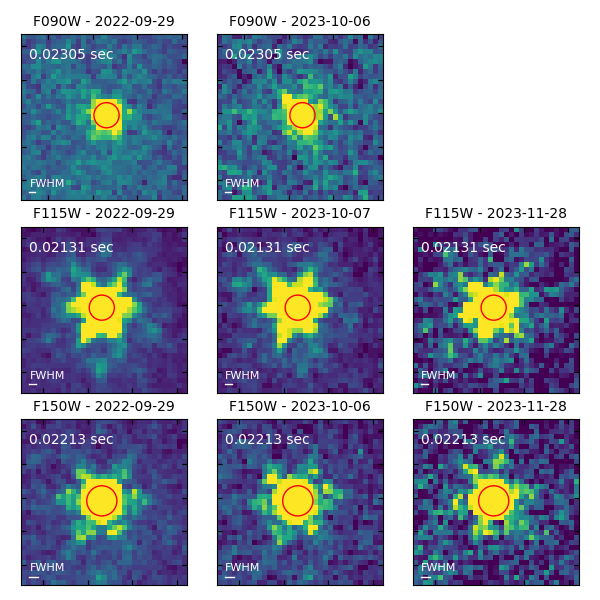 F090W - 2022-09-29
F090W - 2023-10-06
0.02305 sec
0.02305 sec
FWHM
FWHM
F115W - 2022-09-29
F115W - 2023-10-07
F115W - 2023-11-28
0.02131 sec
0.02131 sec
0.02131 sec
FWHM
FWHM
FWHM
F150W - 2022-09-29
F150W - 2023-10-06
F150W - 2023-11-28
0.02213 sec
0.02213 sec
0.02213 sec
FWHM
FWHM
FWHM